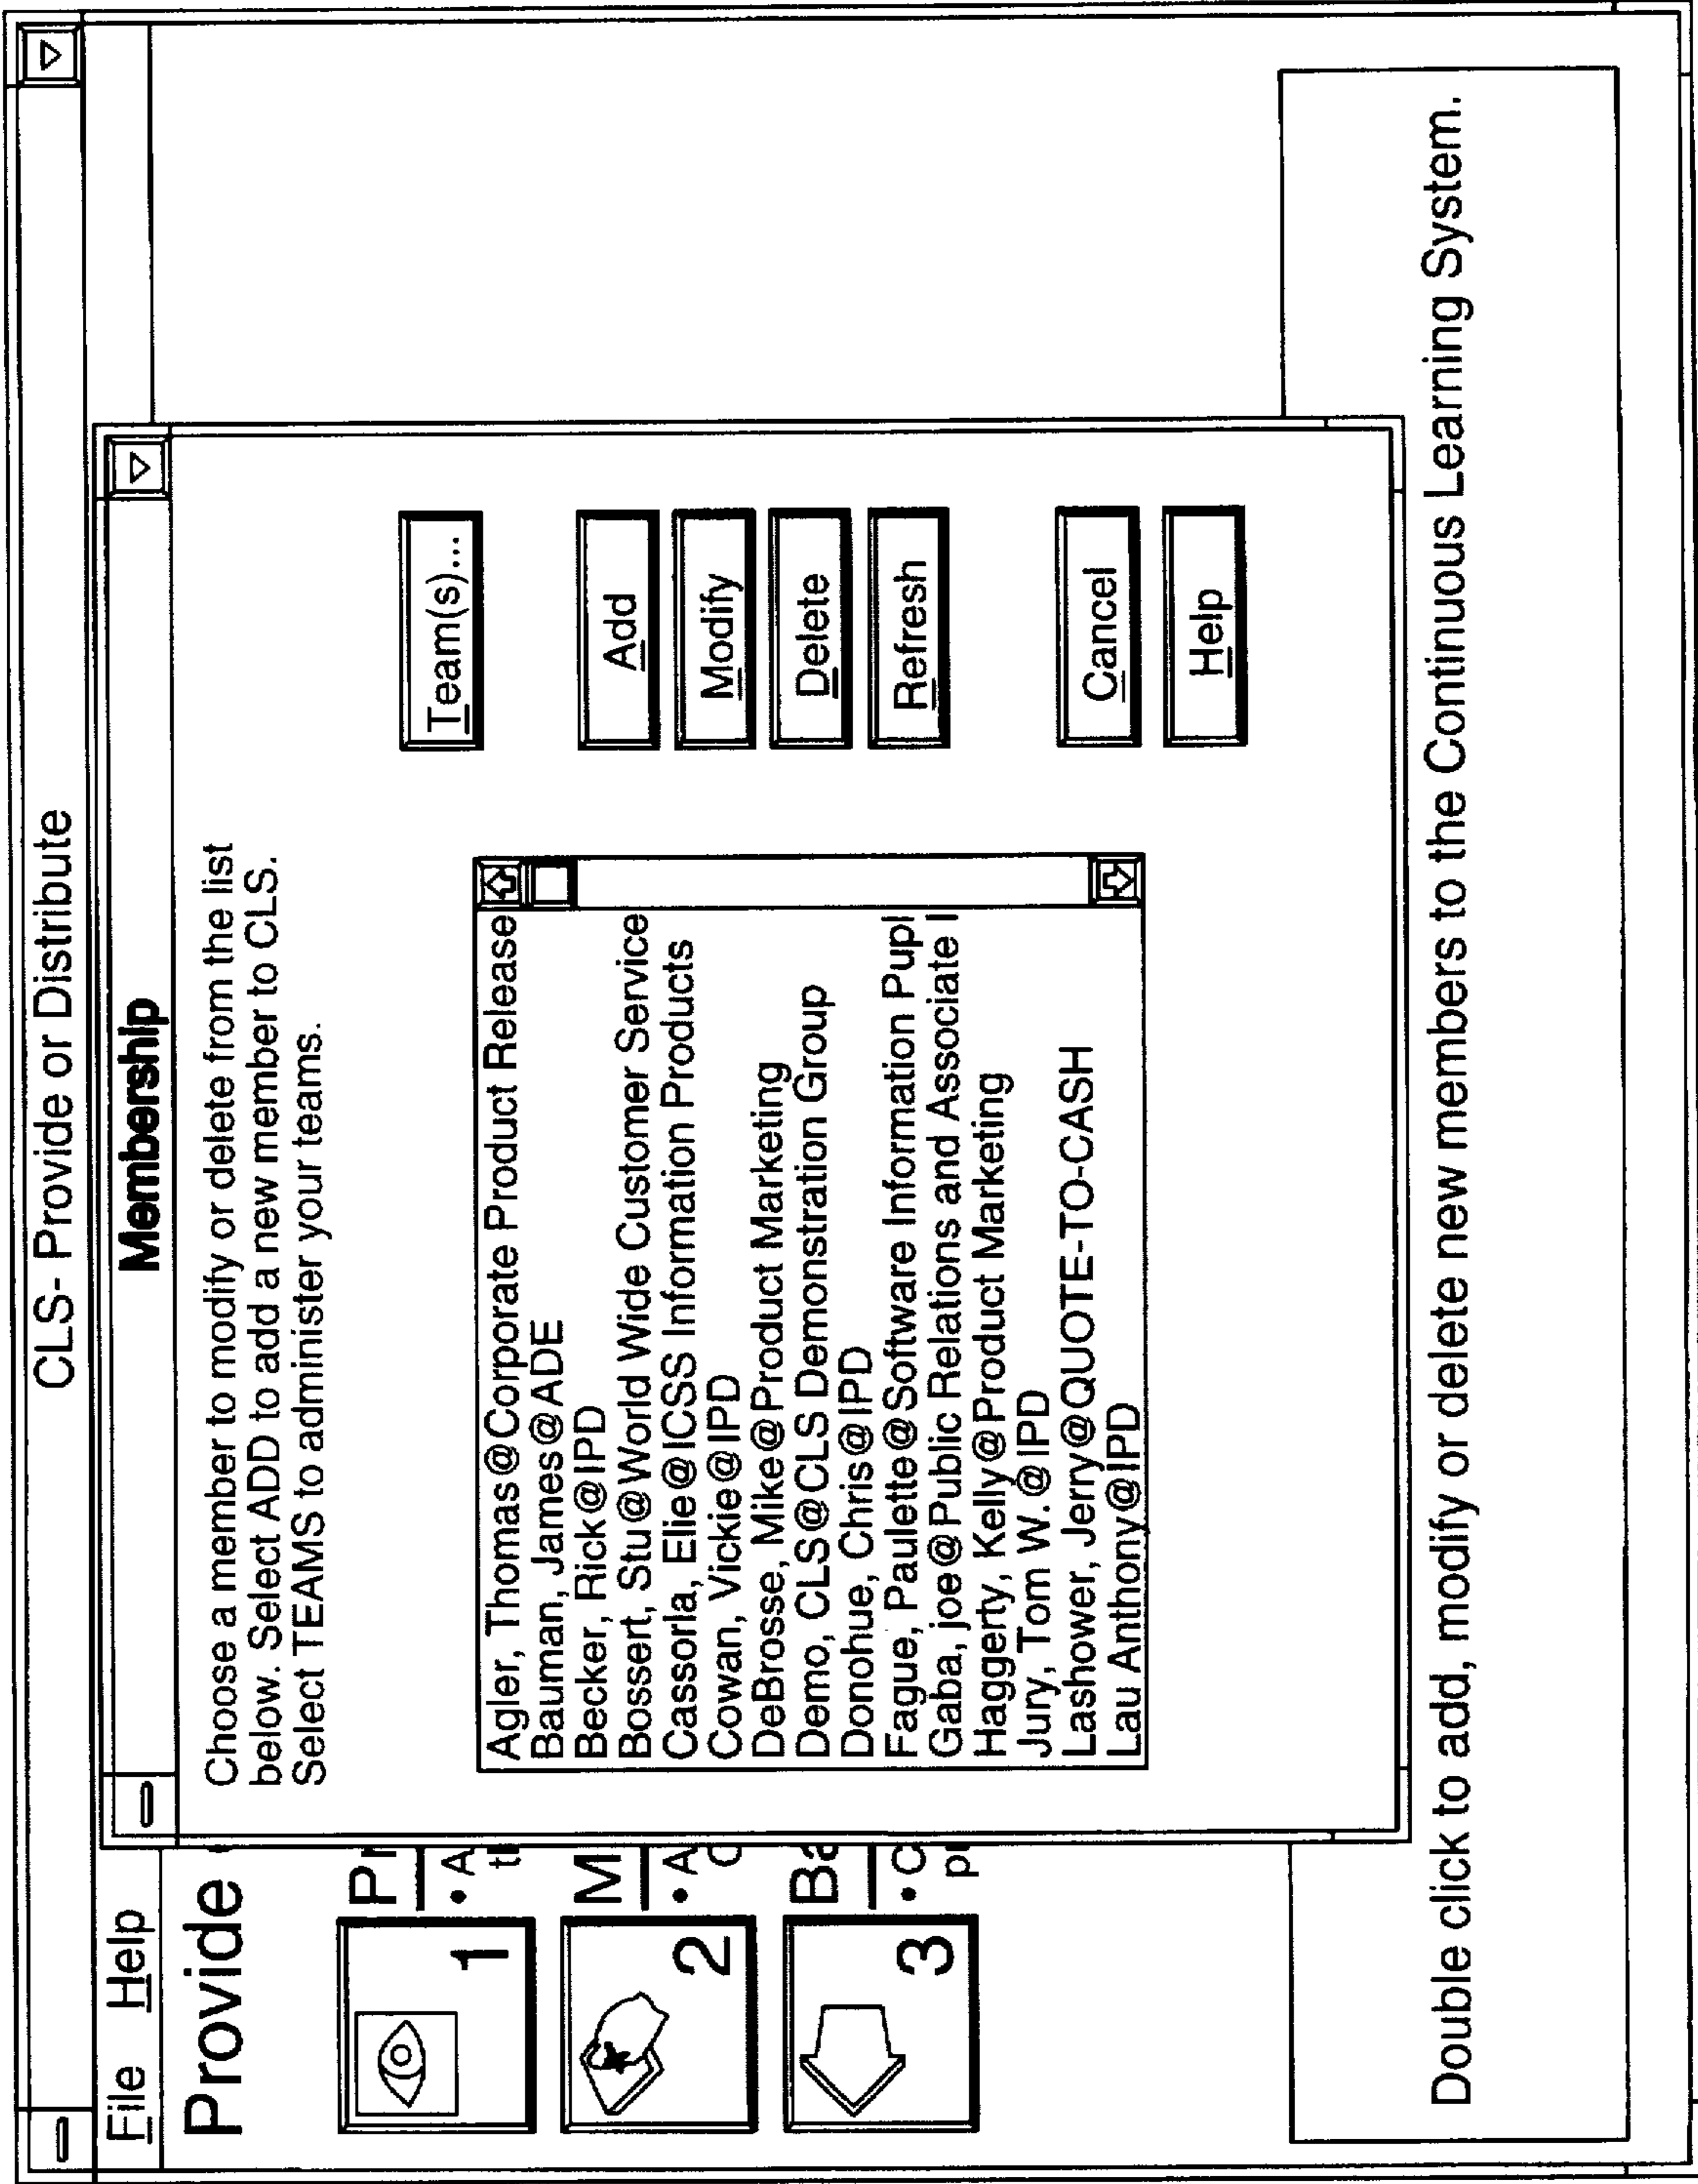 CLS- Provide or Distribute
File Help
Provide
Membership
Choose a member to modify or delete from the list
below. Select ADD to add a new member to CLS.
Select TEAMS to administer your teams.
Team(s)...
Agler, Thomas@Corporate Product Release
Bauman, James@ADE
Becker, Rick@IPD
Bossert, Stu@World Wide Customer Service
Cassorla, Elie@ICSS Information Products
Cowan, Vickie@IPD
DeBrosse, Mike@Product Marketing
Demo, CLS@CLS Demonstration Group
Donohue, Chris@IPD
Fague, Paulette@Software Information Pupl
Gaba, joe@Public Relations and Associate I
Haggerty, Kelly@Product Marketing
Jury, Tom W.@IPD
Lashower, Jerry@QUOTE-TO-CASH
Lau Anthony@IPD
Add
Modify
Delete
Refresh
Cancel
Help
1
Pr
• A
2
M
• A
3
Ba
• C
Double click to add, modify or delete new members to the Continuous Learning System.